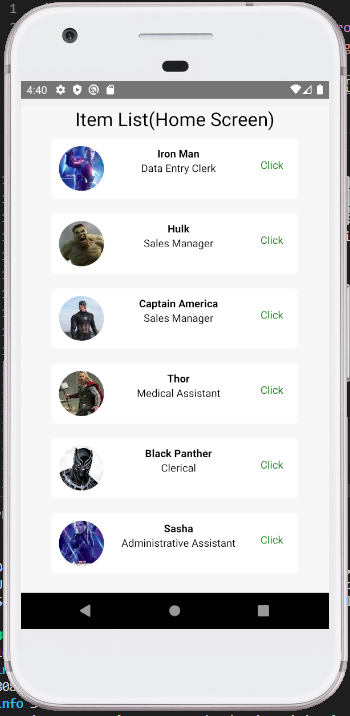 4:40
Item List(Home Screen)
Iron Man
Data Entry Clerk
Click
Hulk
Sales Manager
Click
Captain America
Sales Manager
Click
Thor
Medical Assistant
Click
Black Panther
Clerical
Click
Sasha
Administrative Assistant
Click
info